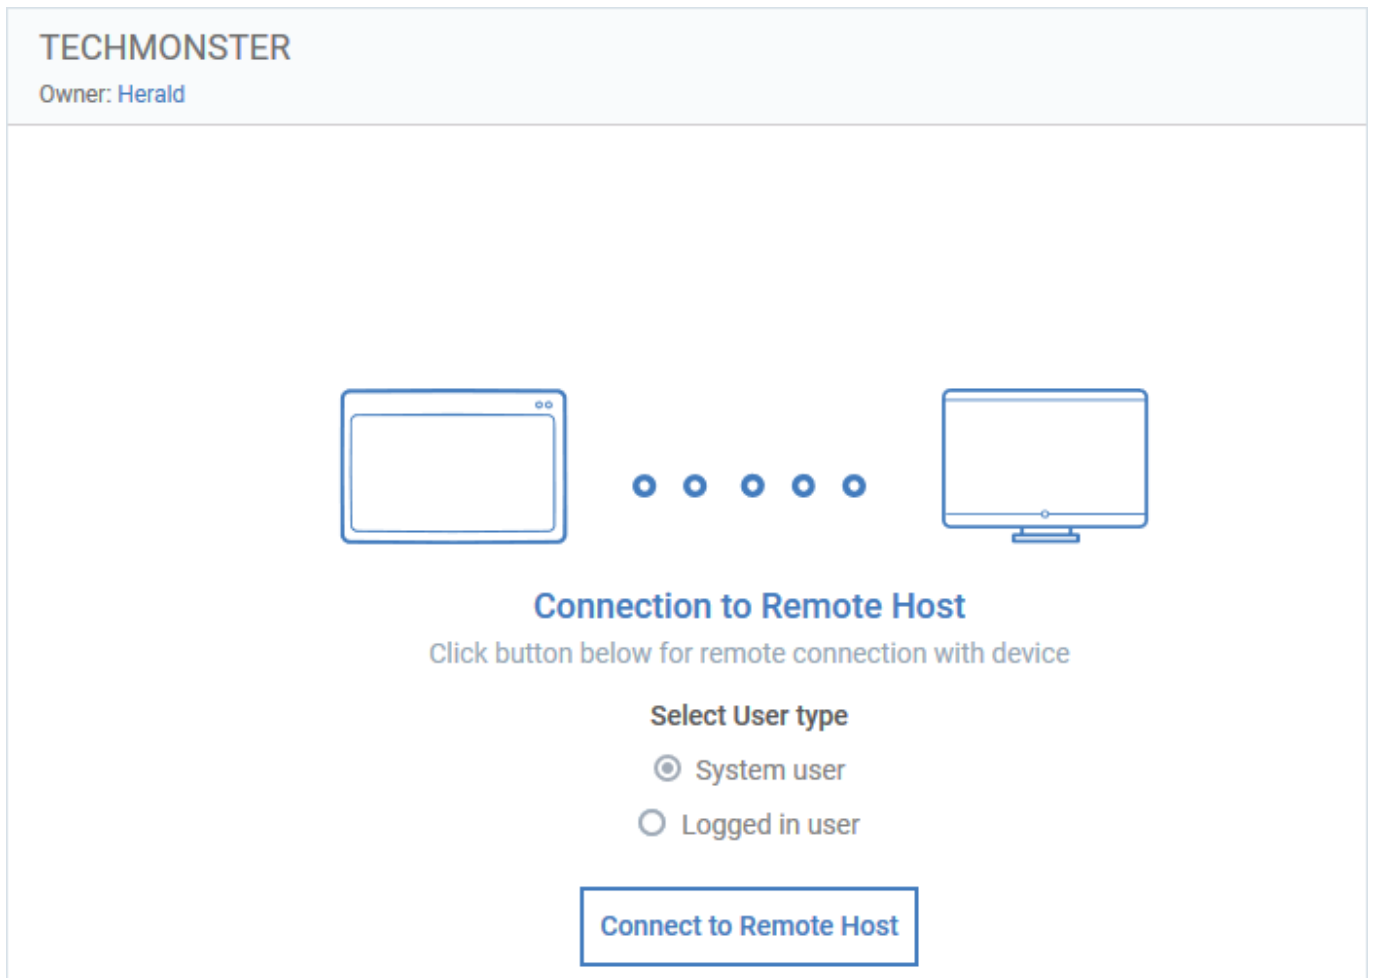 TECHMONSTER
Owner: Herald
Connection to Remote Host
Click button below for remote connection with device
Select User type
System user
Logged in user
Connect to Remote Host